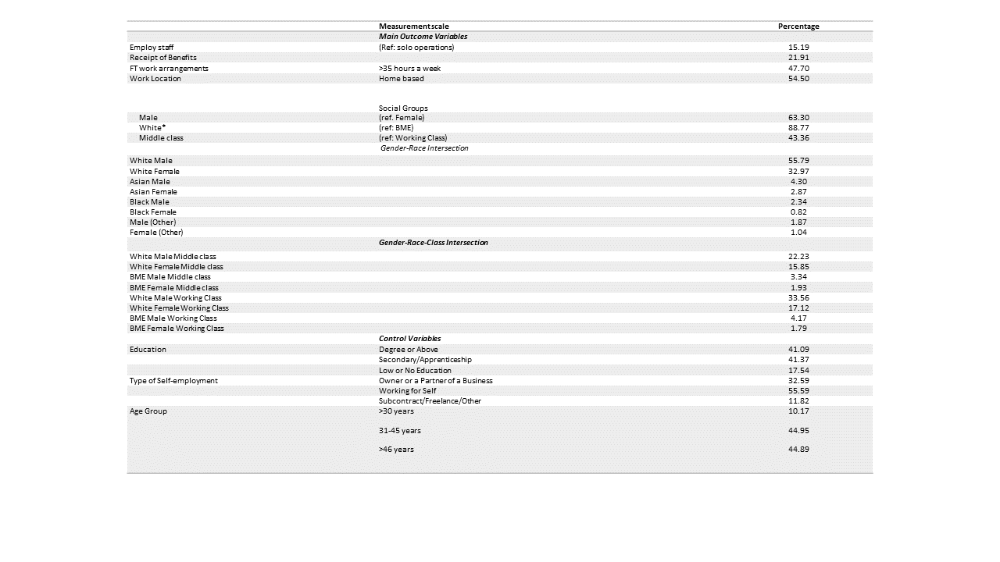 Measurement scale Percentage
Main Outcome Variables
Employ staff (Ref: solo operations) 15.19
Receipt of Benefits 21.91
FT work arrangements >35 hours a week 47.70
Work Location Home based 54.50
Social Groups
Male (ref. Female) 63.30
White* (ref: BME) 88.77
Middle class (ref: Working Class) 43.36
Gender-Race Intersection
White Male 55.79
White Female 32.97
Asian Male 4.30
Asian Female 2.87
Black Male 2.34
Black Female 0.82
Male (Other) 1.87
Female (Other) 1.04
Gender-Race-Class Intersection
White Male Middle class 22.23
White Female Middle class 15.85
BME Male Middle class 3.34
BME Female Middle class 1.93
White Male Working Class 33.56
White Female Working Class 17.12
BME Male Working Class 4.17
BME Female Working Class 1.79
Control Variables
Education Degree or Above 41.09
Secondary/Apprenticeship 41.37
Low or No Education 17.54
Type of Self-employment Owner or a Partner of a Business 32.59
Working for Self 55.59
Subcontract/Freelance/Other 11.82
Age Group >30 years 10.17
31-45 years 44.95
>46 years 44.89